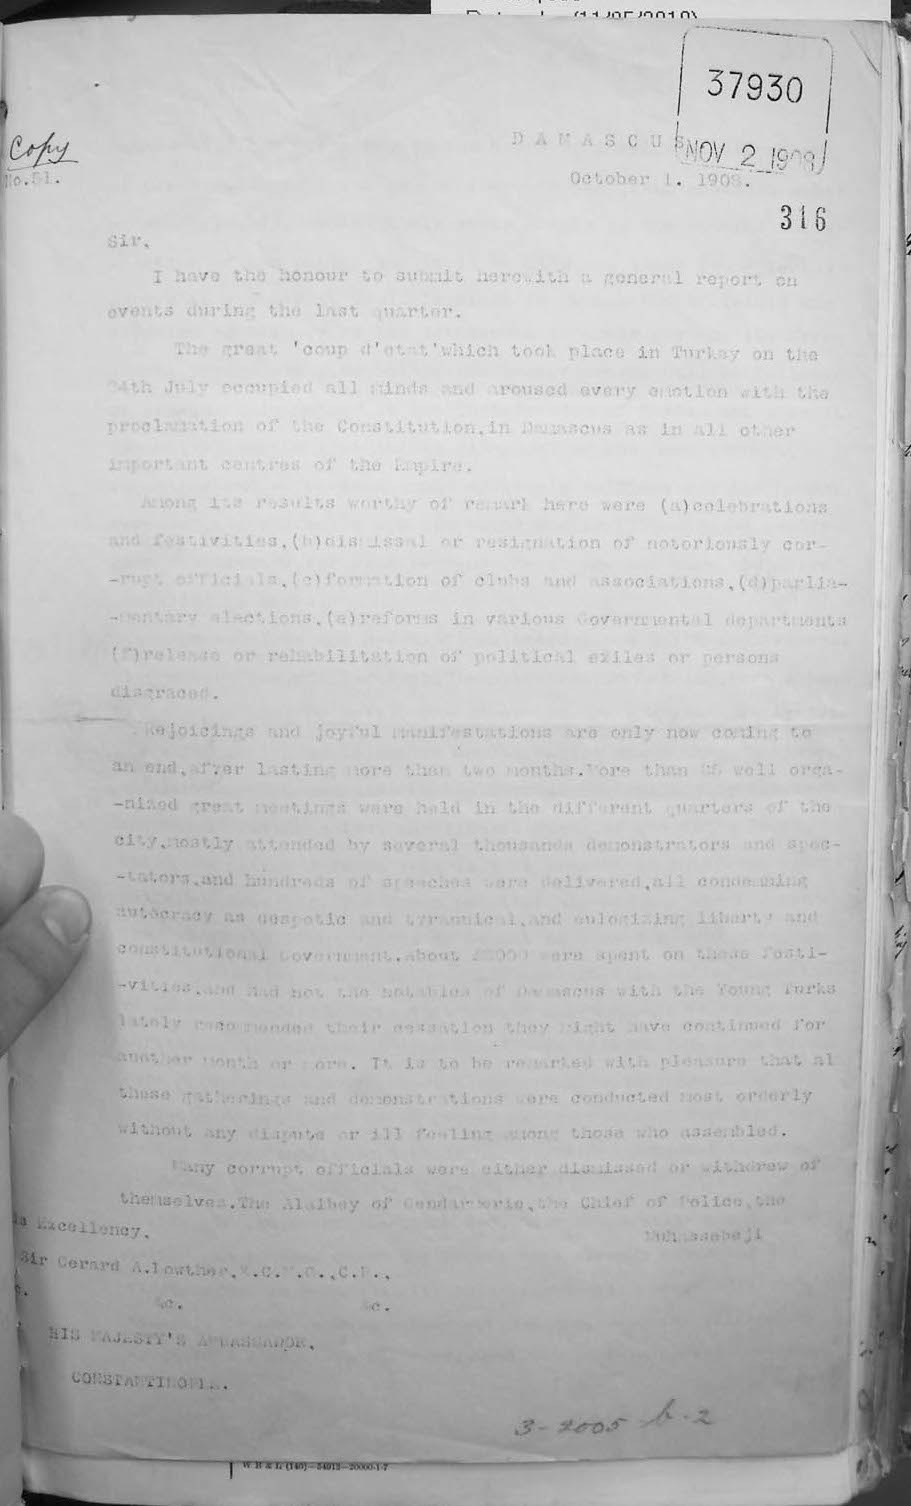 37930
NOV 2 1908
Copy
No.51.
DAMASCUS
October 1. 1908.
316
Sir,
I have the honour to submit herewith a general report on
events during the last quarter.
The great 'coup d'etat'which took place in Turkey on the
24th July occupied all minds and aroused every emotion with the
proclamation of the Constitution,in Damascus as in all other
important centres of the Empire.
Among its results worthy of remark here were (a)celebrations
and festivities,(b)dismissal or resignation of notoriously cor-
-rupt officials,(c)formation of clubs and associations,(d)parlia-
-mentary elections,(e)reforms in various Governmental departments
(f)release or rehabilitation of political exiles or persons
disgraced.
Rejoicings and joyful manifestations are only now coming to
an end,after lasting more than two months.More than well orga-
-nized great meetings were held in the different quarters of the
city,mostly attended by several thousands demonstrators and spec-
-tators,and hundreds of speeches were delivered,all condemning
autocracy as despotic and tyrannical,and eulogizing liberty and
constitutional Government.About were spent on these festi-
-vities,and had not the notables of Damascus with the Young Turks
lately recommended their cessation they might have continued for
another month or more. It is to be remarked with pleasure that al
these gatherings and demonstrations were conducted most orderly
without any dispute or ill feeling among those who assembled.
Many corrupt officials were either dismissed or withdrew of
themselves.The Alaibey of Gendarmerie,the Chief of Police,the
Muhassebeji
is Excellency,
Sir Gerard A.Lowther,K.C.M.G.,C.B.,
&c. &c.
HIS MAJESTY'S AMBASSADOR,
CONSTANTINOPLE.
3-2005 b-2